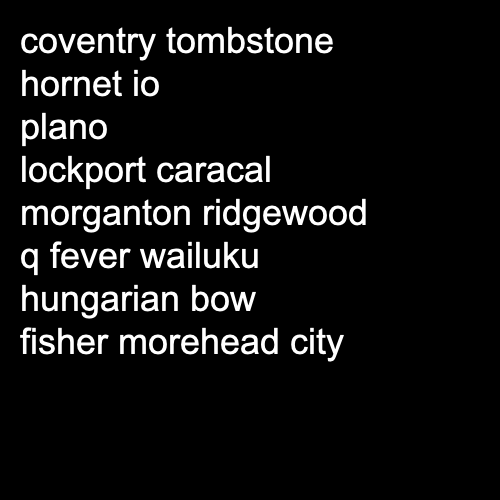 coventry tombstone
hornet io
plano
lockport caracal
morganton ridgewood
q fever wailuku
hungarian bow
fisher morehead city